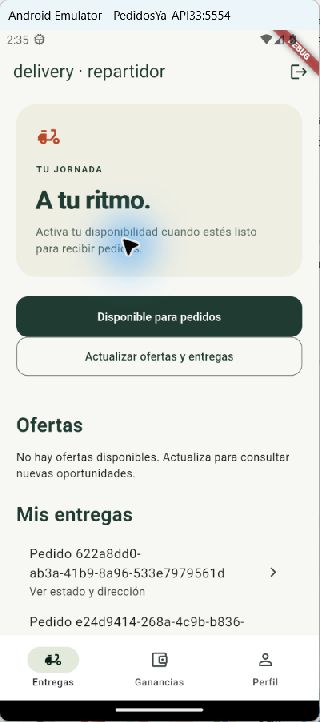 Android Emulator - PedidosYa-API33:5554
2:35
DEBUG
delivery · repartidor
TU JORNADA
A tu ritmo.
Activa tu disponibilidad cuando estés listo
para recibir
Disponible para pedidos
Actualizar ofertas y entregas
Ofertas
No hay ofertas disponibles. Actualiza para consultar
nuevas oportunidades.
Mis entregas
Pedido 622a8dd0-
ab3a-41b9-8a96-533e7979561d
Ver estado y dirección
Pedido e24d9414-268a-4c9b-b836-
Entregas
Ganancias
Perfil